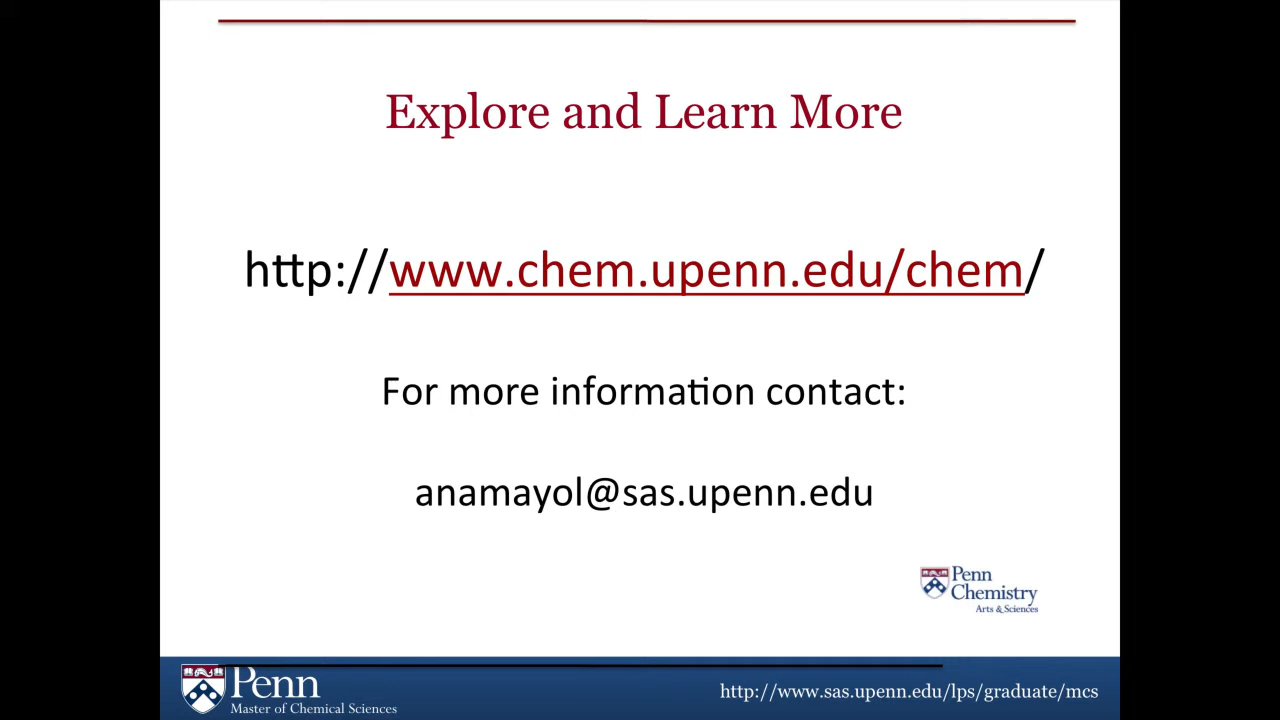 Explore and Learn More
http://www.chem.upenn.edu/chem/
For more information contact:
anamayol@sas.upenn.edu
Penn
Chemistry
Arts & Sciences
Penn
Master of Chemical Sciences
http://www.sas.upenn.edu/lps/graduate/mcs